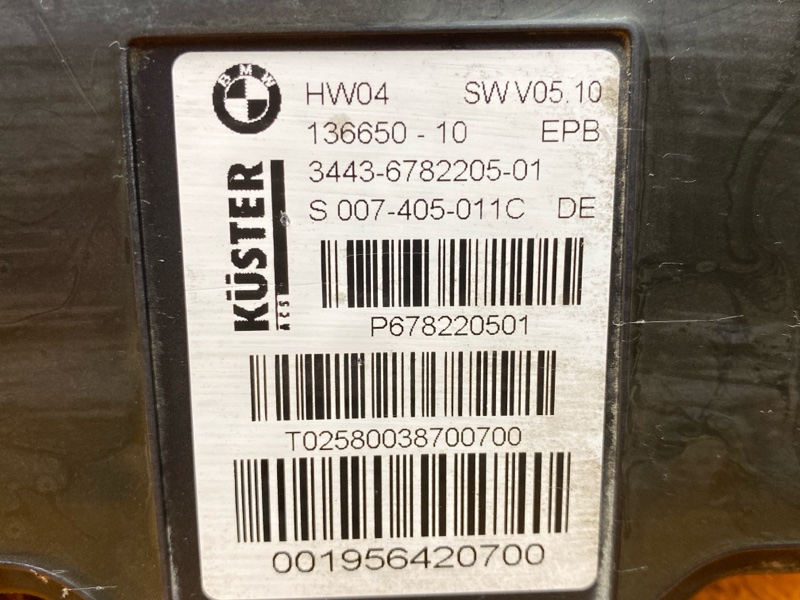 BMW
HW04 SW V05.10
136650 - 10 EPB
3443-6782205-01
S 007-405-011C DE
KÜSTER
ACS
P678220501
T02580038700700
001956420700